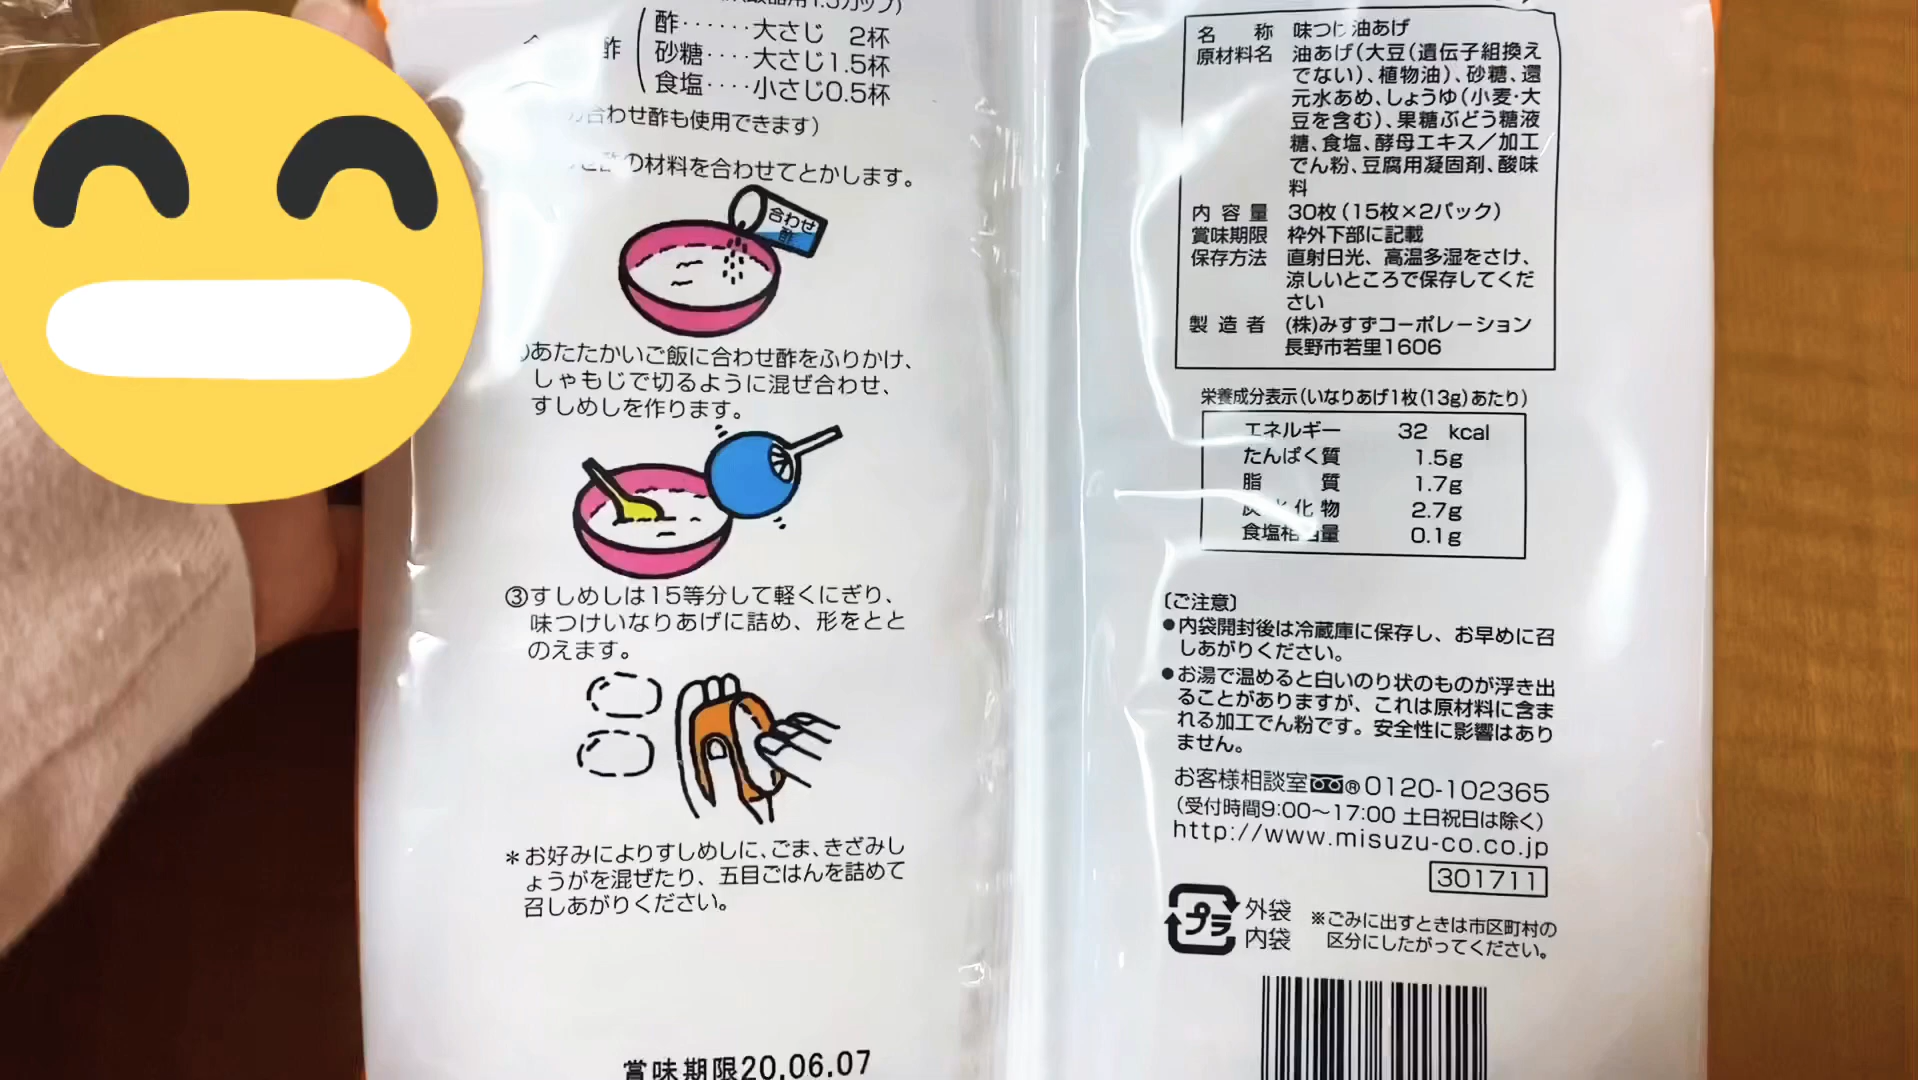 酢‥‥‥大さじ 2杯
砂糖‥‥大さじ1.5杯
食塩‥‥小さじ0.5杯
酢
合わせ酢も使用できます)
の材料を合わせてとかします。
合わせ
酢
あたたかいご飯に合わせ酢をふりかけ、
しゃもじで切るように混ぜ合わせ、
すしめしを作ります。
③すしめしは15等分して軽くにぎり、
味つけいなりあげに詰め、形をとと
のえます。
*お好みによりすしめしに、ごま、きざみし
ょうがを混ぜたり、五目ごはんを詰めて
召しあがりください。
賞味期限20.06.07
名称 味つけ油あげ
原材料名 油あげ(大豆(遺伝子組換え
でない)、植物油)、砂糖、還
元水あめ、しょうゆ(小麦・大
豆を含む)、果糖ぶどう糖液
糖、食塩、酵母エキス/加工
でん粉、豆腐用凝固剤、酸味
料
内容量 30枚(15枚×2パック)
賞味期限 枠外下部に記載
保存方法 直射日光、高温多湿をさけ、
涼しいところで保存してくだ
さい
製造者 (株)みすずコーポレーション
長野市若里1606
栄養成分表示(いなりあげ1枚(13g)あたり)
エネルギー 32 kcal
たんぱく質 1.5g
脂質 1.7g
炭水化物 2.7g
食塩相当量 0.1g
〔ご注意〕
●内袋開封後は冷蔵庫に保存し、お早めに召
しあがりください。
●お湯で温めると白いのり状のものが浮き出
ることがありますが、これは原材料に含ま
れる加工でん粉です。安全性に影響はあり
ません。
お客様相談室 ®0120-102365
(受付時間9:00〜17:00 土日祝日は除く)
http://www.misuzu-co.co.jp
301711
プラ 外袋
内袋
※ごみに出すときは市区町村の
区分にしたがってください。